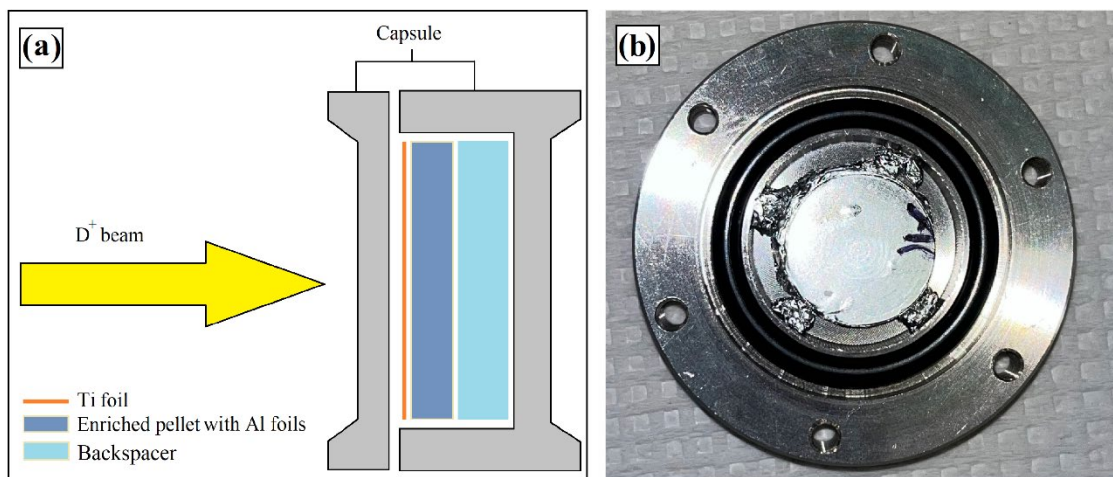 (a)
Capsule
D+ beam
Ti foil
Enriched pellet with Al foils
Backspacer
(b)